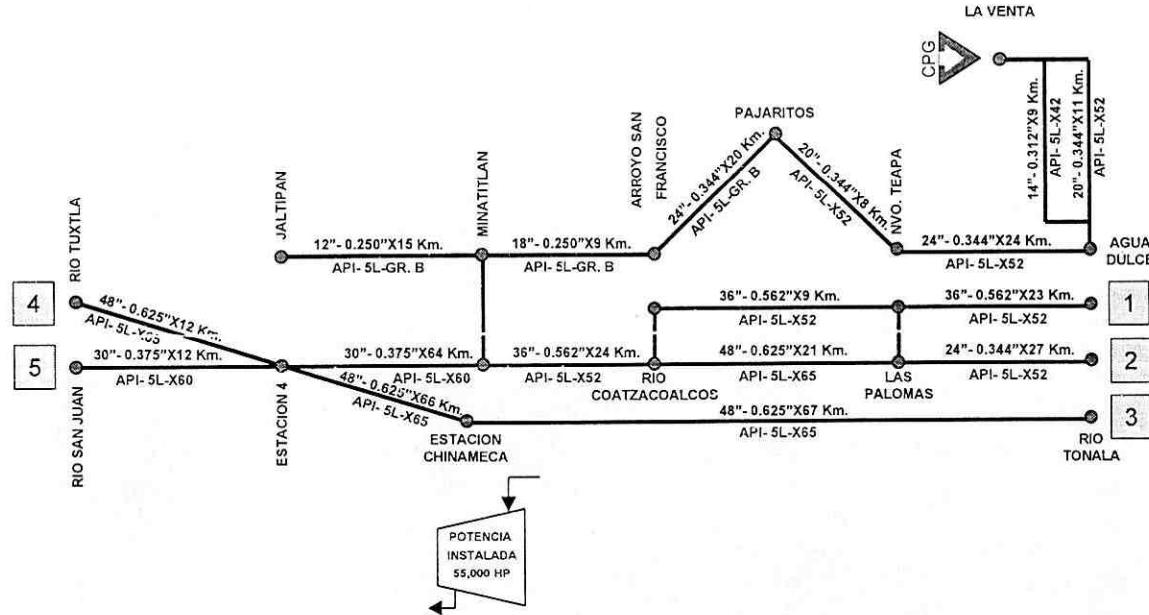 LA VENTA
CPG
14"- 0.312"X9 Km.
API- 5L-X42
20"- 0.344"X11 Km.
API- 5L-X52
PAJARITOS
ARROYO SAN
FRANCISCO
24"- 0.344"X20 Km.
API- 5L-GR. B
20"- 0.344"X8 Km.
API- 5L-X52
NVO. TEAPA
24"- 0.344"X24 Km.
API- 5L-X52
AGUA
DULCE
JALTIPAN
12"- 0.250"X15 Km.
API- 5L-GR. B
MINATITLAN
18"- 0.250"X9 Km.
API- 5L-GR. B
RIO TUXTLA
4
48"- 0.625"X12 Km.
API- 5L-X65
36"- 0.562"X9 Km.
API- 5L-X52
36"- 0.562"X23 Km.
API- 5L-X52
1
5
30"- 0.375"X12 Km.
API- 5L-X60
30"- 0.375"X64 Km.
API- 5L-X60
36"- 0.562"X24 Km.
API- 5L-X52
48"- 0.625"X21 Km.
API- 5L-X65
24"- 0.344"X27 Km.
API- 5L-X52
2
RIO SAN JUAN
ESTACION 4
RIO
COATZACOALCOS
LAS
PALOMAS
48"- 0.625"X66 Km.
API- 5L-X65
ESTACION
CHINAMECA
48"- 0.625"X67 Km.
API- 5L-X65
3
RIO
TONALA
POTENCIA
INSTALADA
55,000 HP